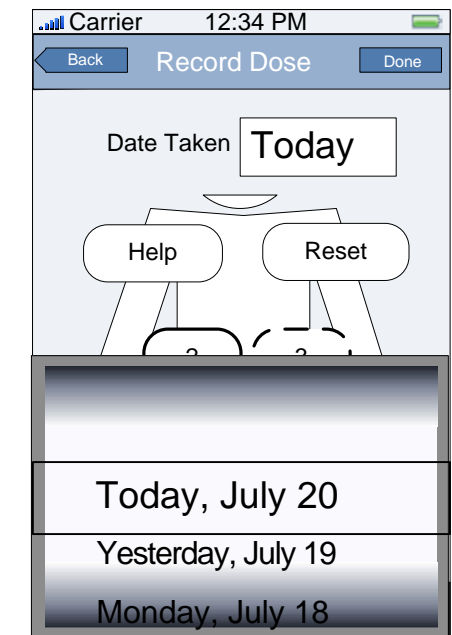 Carrier 12:34 PM
Back Record Dose Done
Date Taken Today
Help Reset
Today, July 20
Yesterday, July 19
Monday, July 18